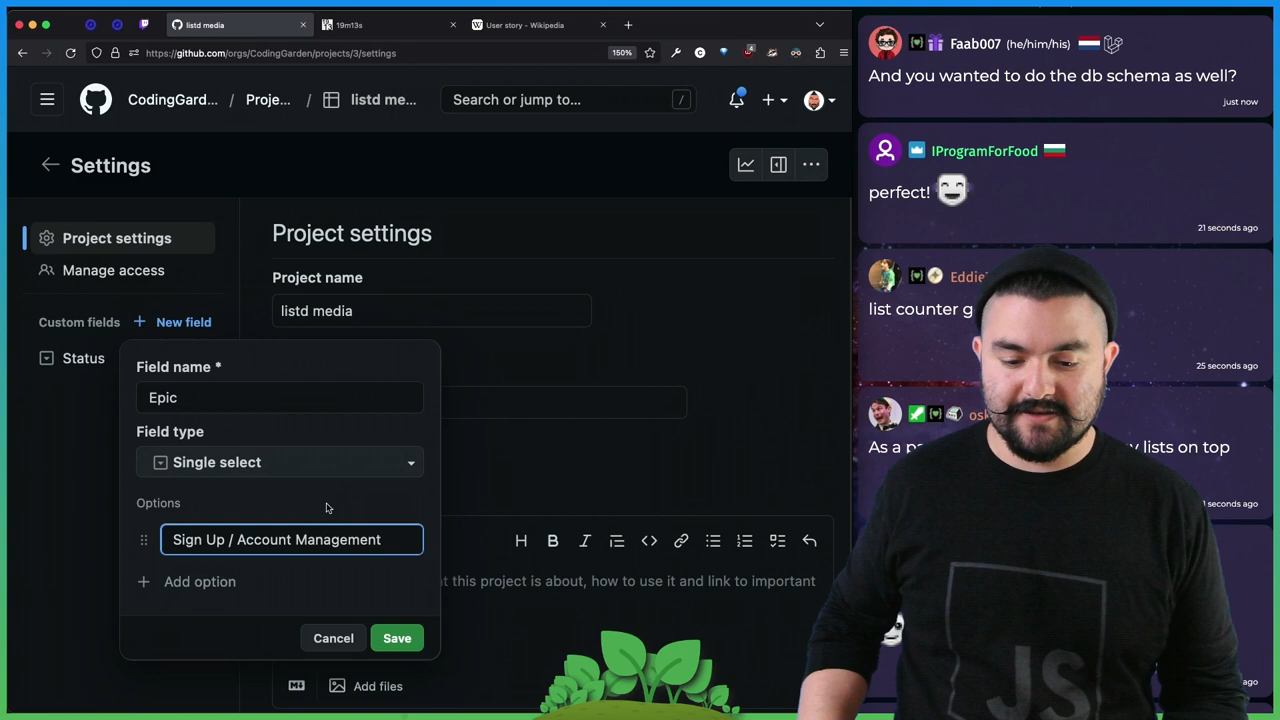 listd media
19m13s
User story - Wikipedia
https://github.com/orgs/CodingGarden/projects/3/settings
150%
CodingGard... / Proje... / listd me...
Search or jump to...
/
Settings
Project settings
Manage access
Custom fields
New field
Status
Project settings
Project name
listd media
Field name *
Epic
Field type
Single select
Options
Sign Up / Account Management
Add option
Cancel
Save
H B I
at this project is about, how to use it and link to important
Add files
Faab007 (he/him/his)
And you wanted to do the db schema as well?
just now
IProgramForFood
perfect!
21 seconds ago
list counter
25 seconds ago
As a
lists on top
seconds ago
JS